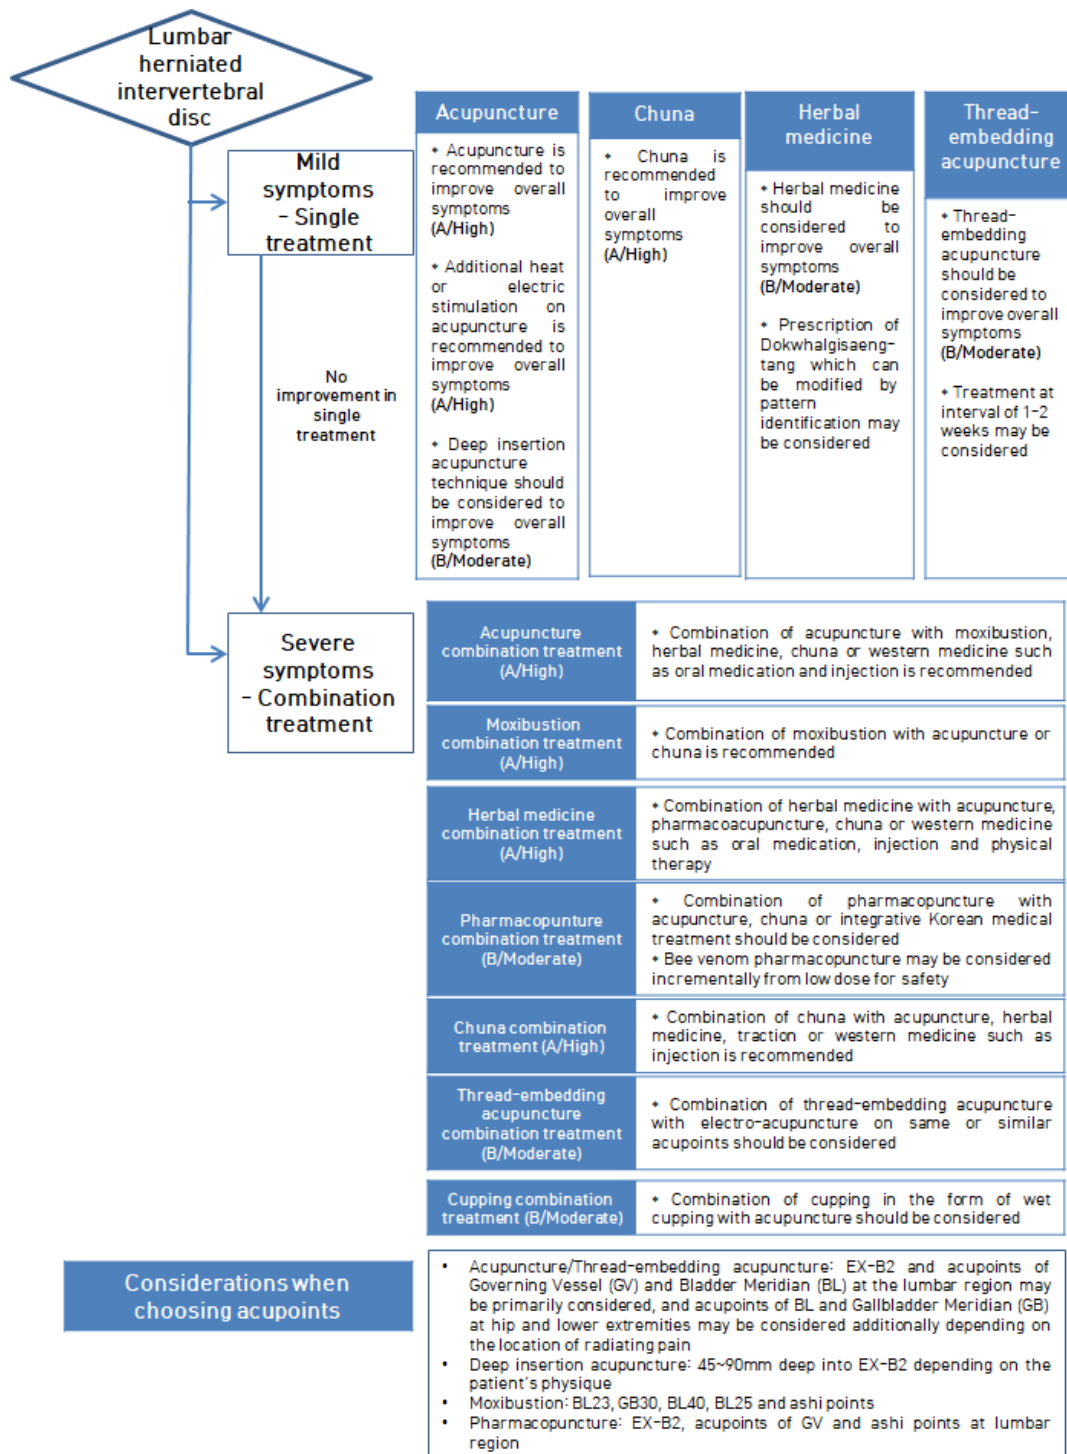 Lumbar
herniated
intervertebral
disc
Mild
symptoms
- Single
treatment
No
improvement in
single
treatment
Acupuncture
* Acupuncture is
recommended to
improve overall
symptoms
(A/High)
* Additional heat
or electric
stimulation on
acupuncture is
recommended to
improve overall
symptoms
(A/High)
* Deep insertion
acupuncture
technique should
be considered to
improve overall
symptoms
(B/Moderate)
Chuna
* Chuna is
recommended
to improve
overall
symptoms
(A/High)
Herbal
medicine
* Herbal medicine
should be
considered to
improve overall
symptoms
(B/Moderate)
* Prescription of
Dokwhalgisaeng-
tang which can
be modified by
pattern
identification may
be considered
Thread-
embedding
acupuncture
* Thread-
embedding
acupuncture
should be
considered to
improve overall
symptoms
(B/Moderate)
* Treatment at
interval of 1-2
weeks may be
considered
Severe
symptoms
- Combination
treatment
Acupuncture
combination treatment
(A/High)
* Combination of acupuncture with moxibustion,
herbal medicine, chuna or western medicine such
as oral medication and injection is recommended
Moxibustion
combination treatment
(A/High)
* Combination of moxibustion with acupuncture or
chuna is recommended
Herbal medicine
combination treatment
(A/High)
* Combination of herbal medicine with acupuncture,
pharmacoacupuncture, chuna or western medicine
such as oral medication, injection and physical
therapy
Pharmacopunture
combination treatment
(B/Moderate)
* Combination of pharmacopuncture with
acupuncture, chuna or integrative Korean medical
treatment should be considered
* Bee venom pharmacopuncture may be considered
incrementally from low dose for safety
Chuna combination
treatment (A/High)
* Combination of chuna with acupuncture, herbal
medicine, traction or western medicine such as
injection is recommended
Thread-embedding
acupuncture
combination treatment
(B/Moderate)
* Combination of thread-embedding acupuncture
with electro-acupuncture on same or similar
acupoints should be considered
Cupping combination
treatment (B/Moderate)
* Combination of cupping in the form of wet
cupping with acupuncture should be considered
Considerations when
choosing acupoints
• Acupuncture/Thread-embedding acupuncture: EX-B2 and acupoints of
Governing Vessel (GV) and Bladder Meridian (BL) at the lumbar region may
be primarily considered, and acupoints of BL and Gallbladder Meridian (GB)
at hip and lower extremities may be considered additionally depending on
the location of radiating pain
• Deep insertion acupuncture: 45~90mm deep into EX-B2 depending on the
patient's physique
• Moxibustion: BL23, GB30, BL40, BL25 and ashi points
• Pharmacopuncture: EX-B2, acupoints of GV and ashi points at lumbar
region